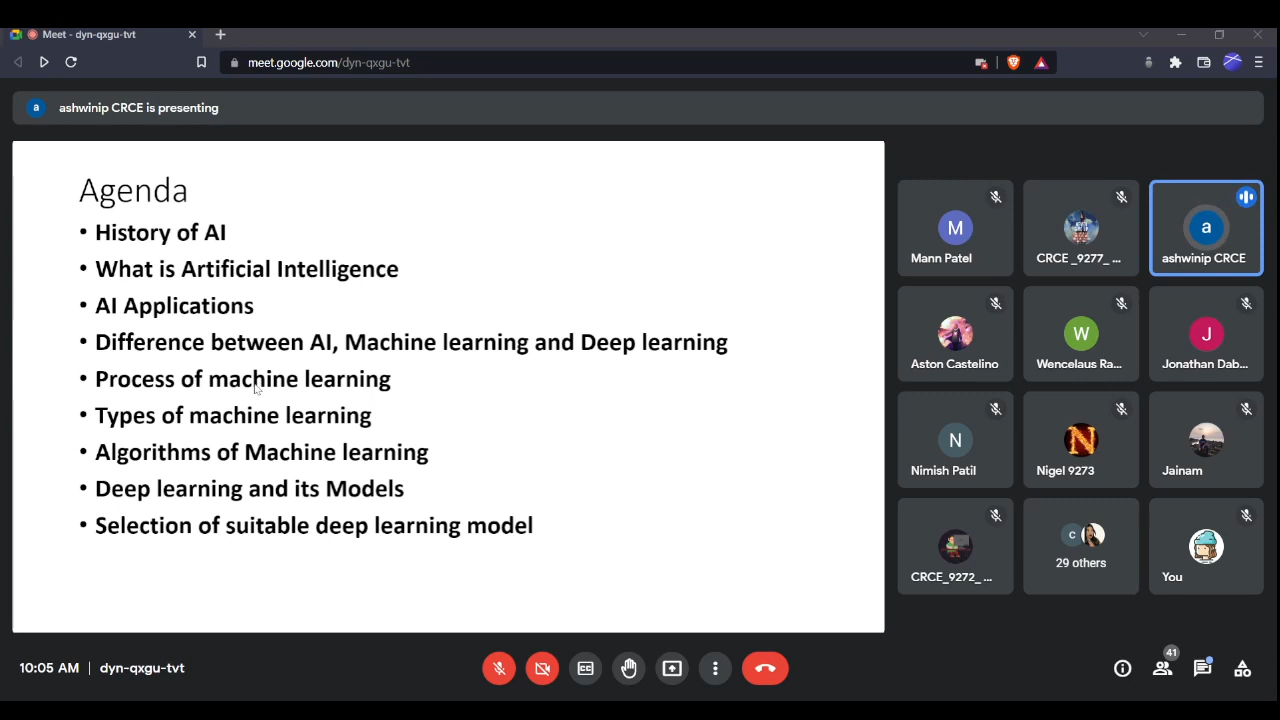 Meet - dyn-qxgu-tvt
meet.google.com/dyn-qxgu-tvt
a
ashwinip CRCE is presenting
Agenda
• History of AI
• What is Artificial Intelligence
• AI Applications
• Difference between AI, Machine learning and Deep learning
• Process of machine learning
• Types of machine learning
• Algorithms of Machine learning
• Deep learning and its Models
• Selection of suitable deep learning model
M
Mann Patel
CRCE _9277_ ...
a
ashwinip CRCE
Aston Castelino
W
Wencelaus Ra...
J
Jonathan Dab...
N
Nimish Patil
N
Nigel 9273
Jainam
CRCE_9272_ ...
C
29 others
You
10:05 AM | dyn-qxgu-tvt
CC
41